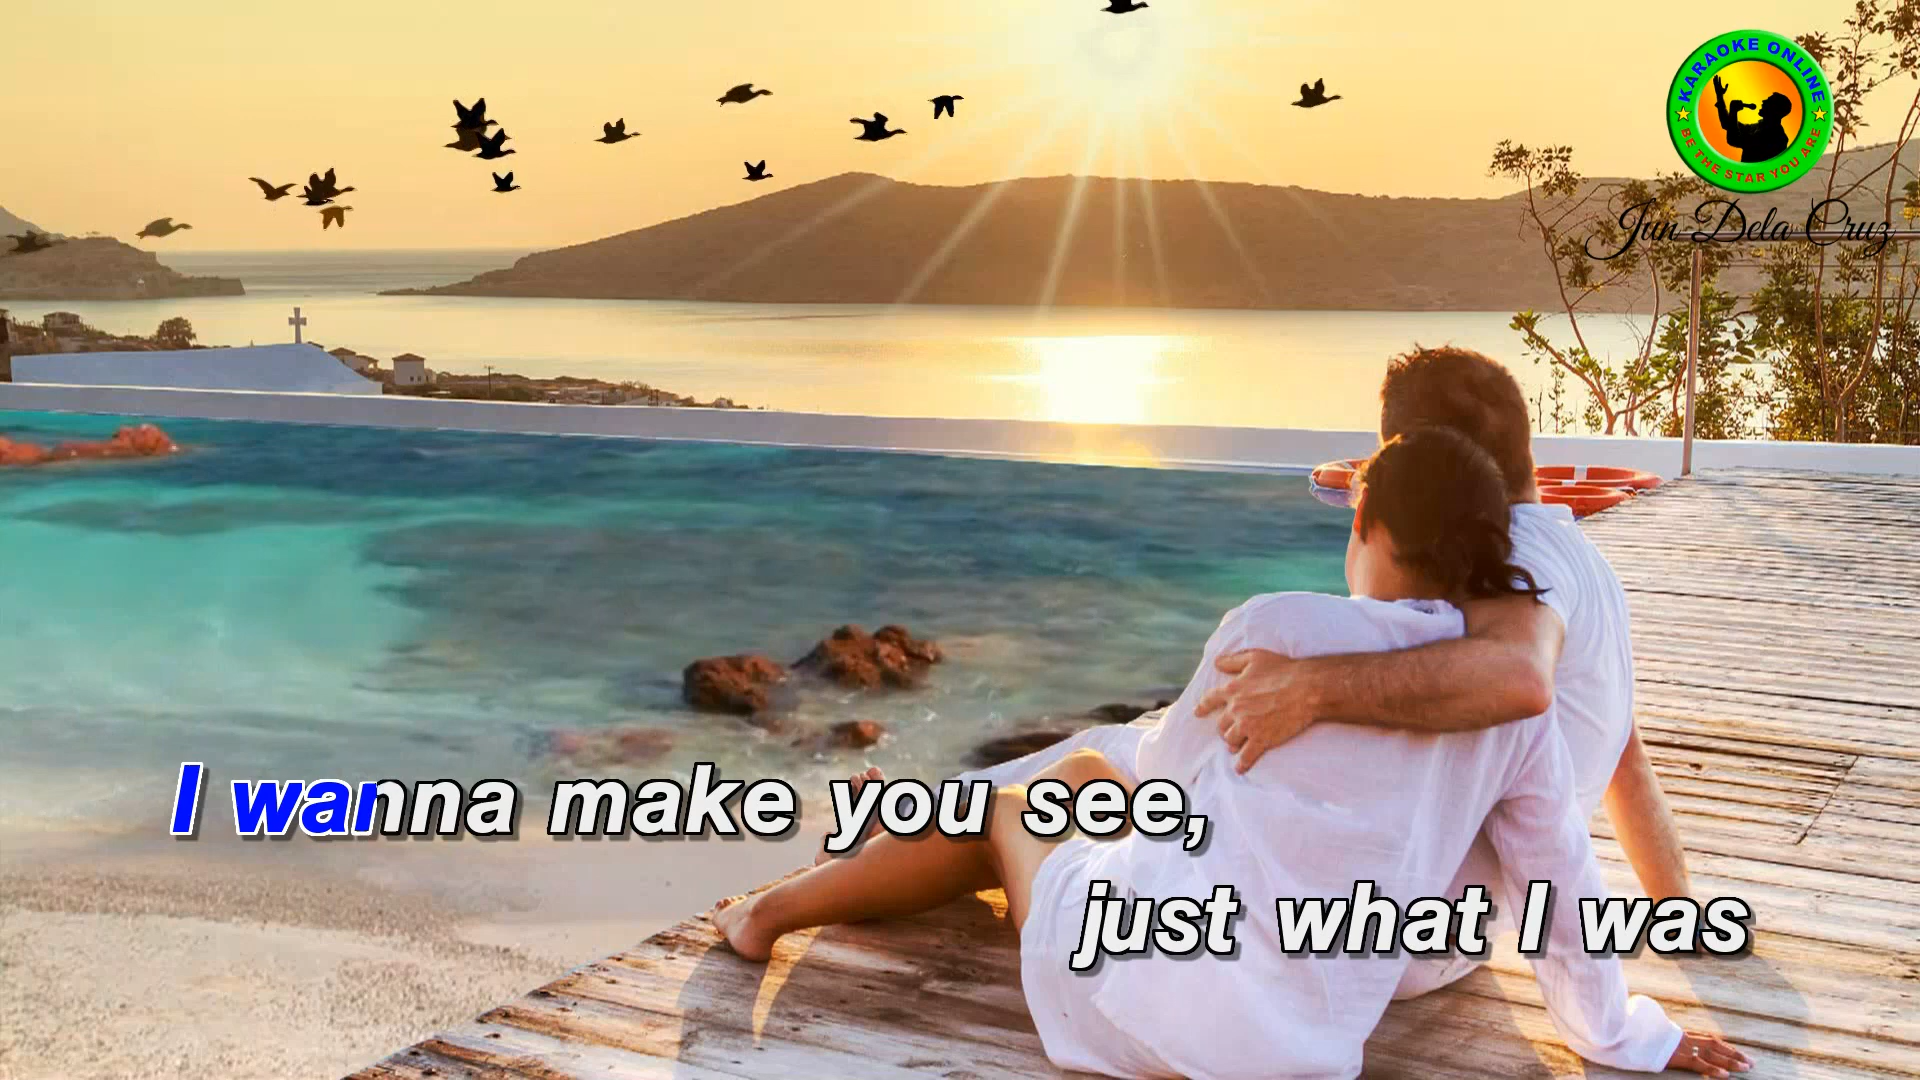 KARAOKE ONLINE
BE THE STAR YOU ARE
Jun Dela Cruz
I wanna make you see,
just what I was